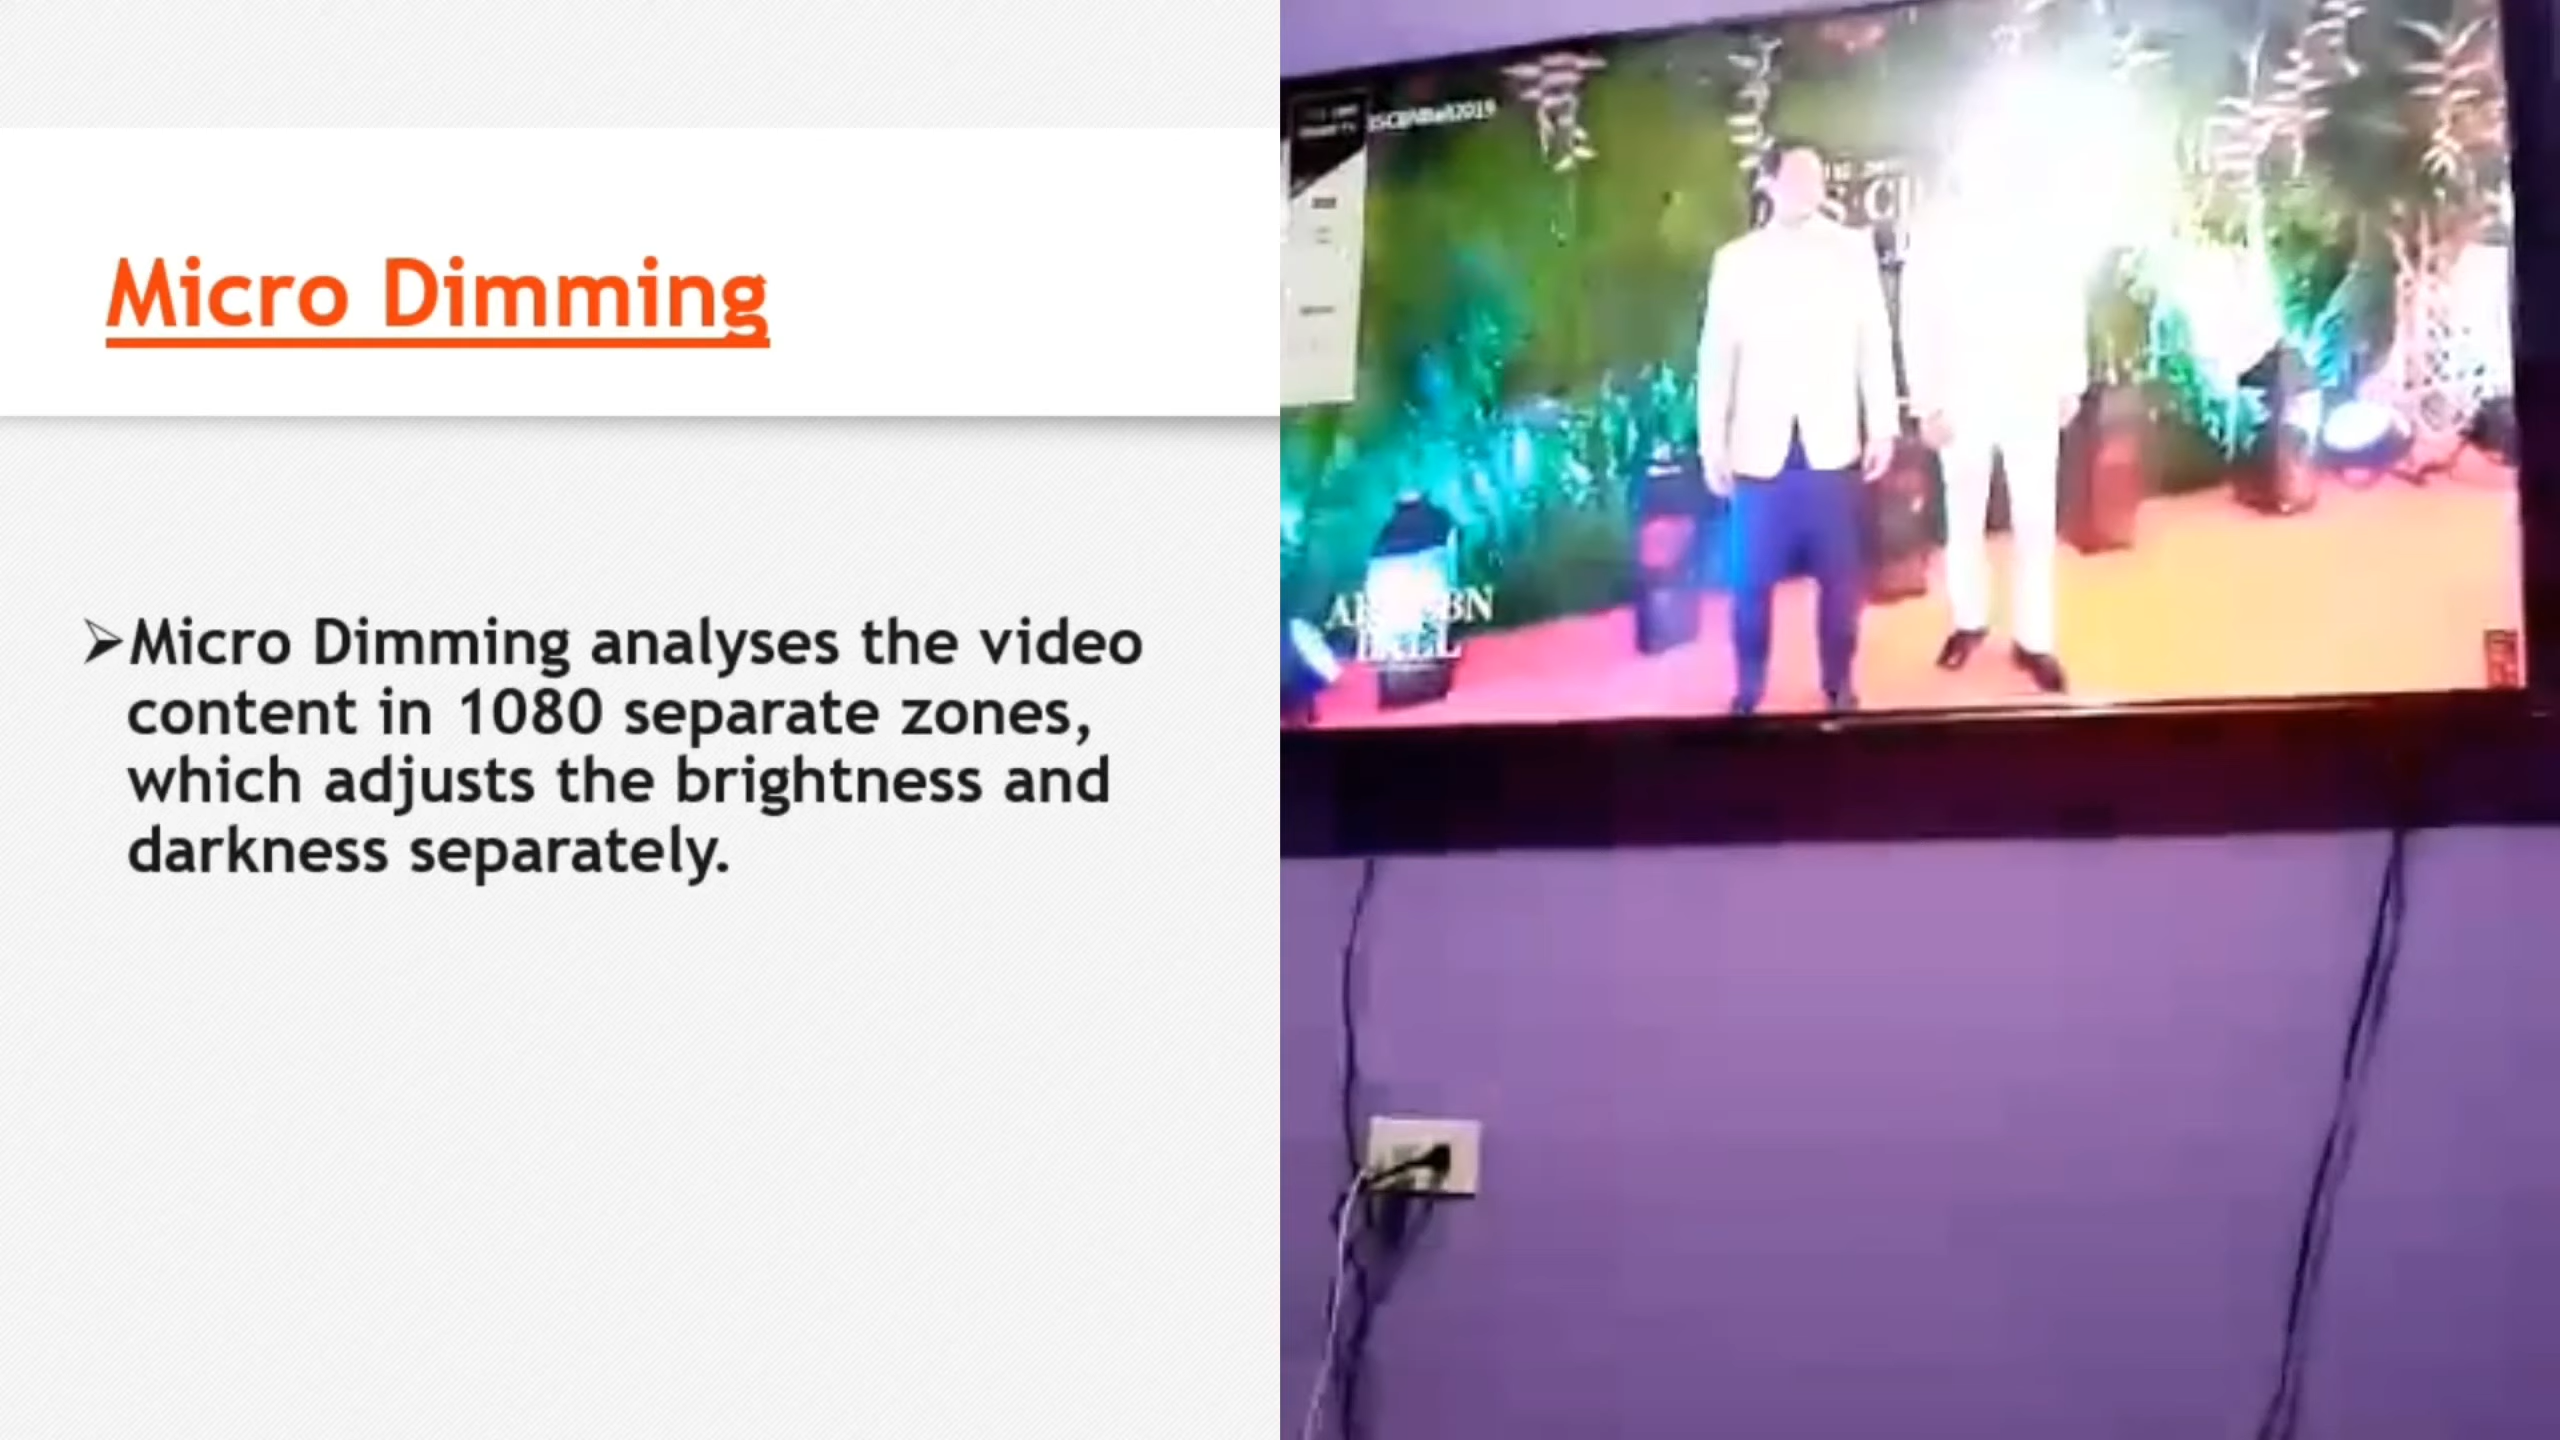 Micro Dimming
➢Micro Dimming analyses the video
content in 1080 separate zones,
which adjusts the brightness and
darkness separately.